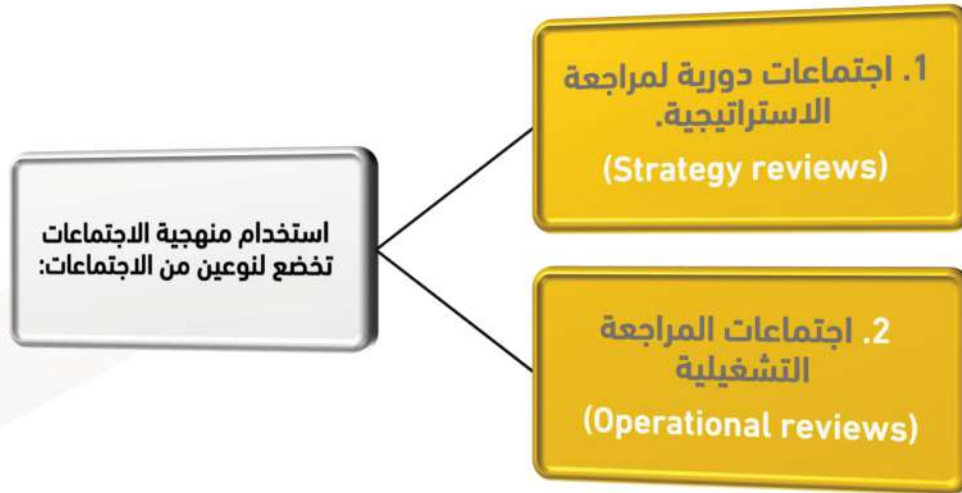 استخدام منهجية الاجتماعات
تخضع لنوعين من الاجتماعات:
1. اجتماعات دورية لمراجعة
الاستراتيجية.
(Strategy reviews)
2. اجتماعات المراجعة
التشغيلية
(Operational reviews)